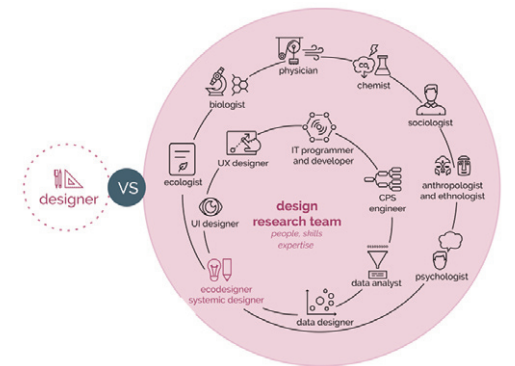 physician
chemist
biologist
sociologist
UX designer
IT programmer
and developer
ecologist
anthropologist
and ethnologist
CPS
engineer
designer
VS
design
research team
people, skills
expertise
UI designer
psychologist
data analyst
ecodesigner
systemic designer
data designer